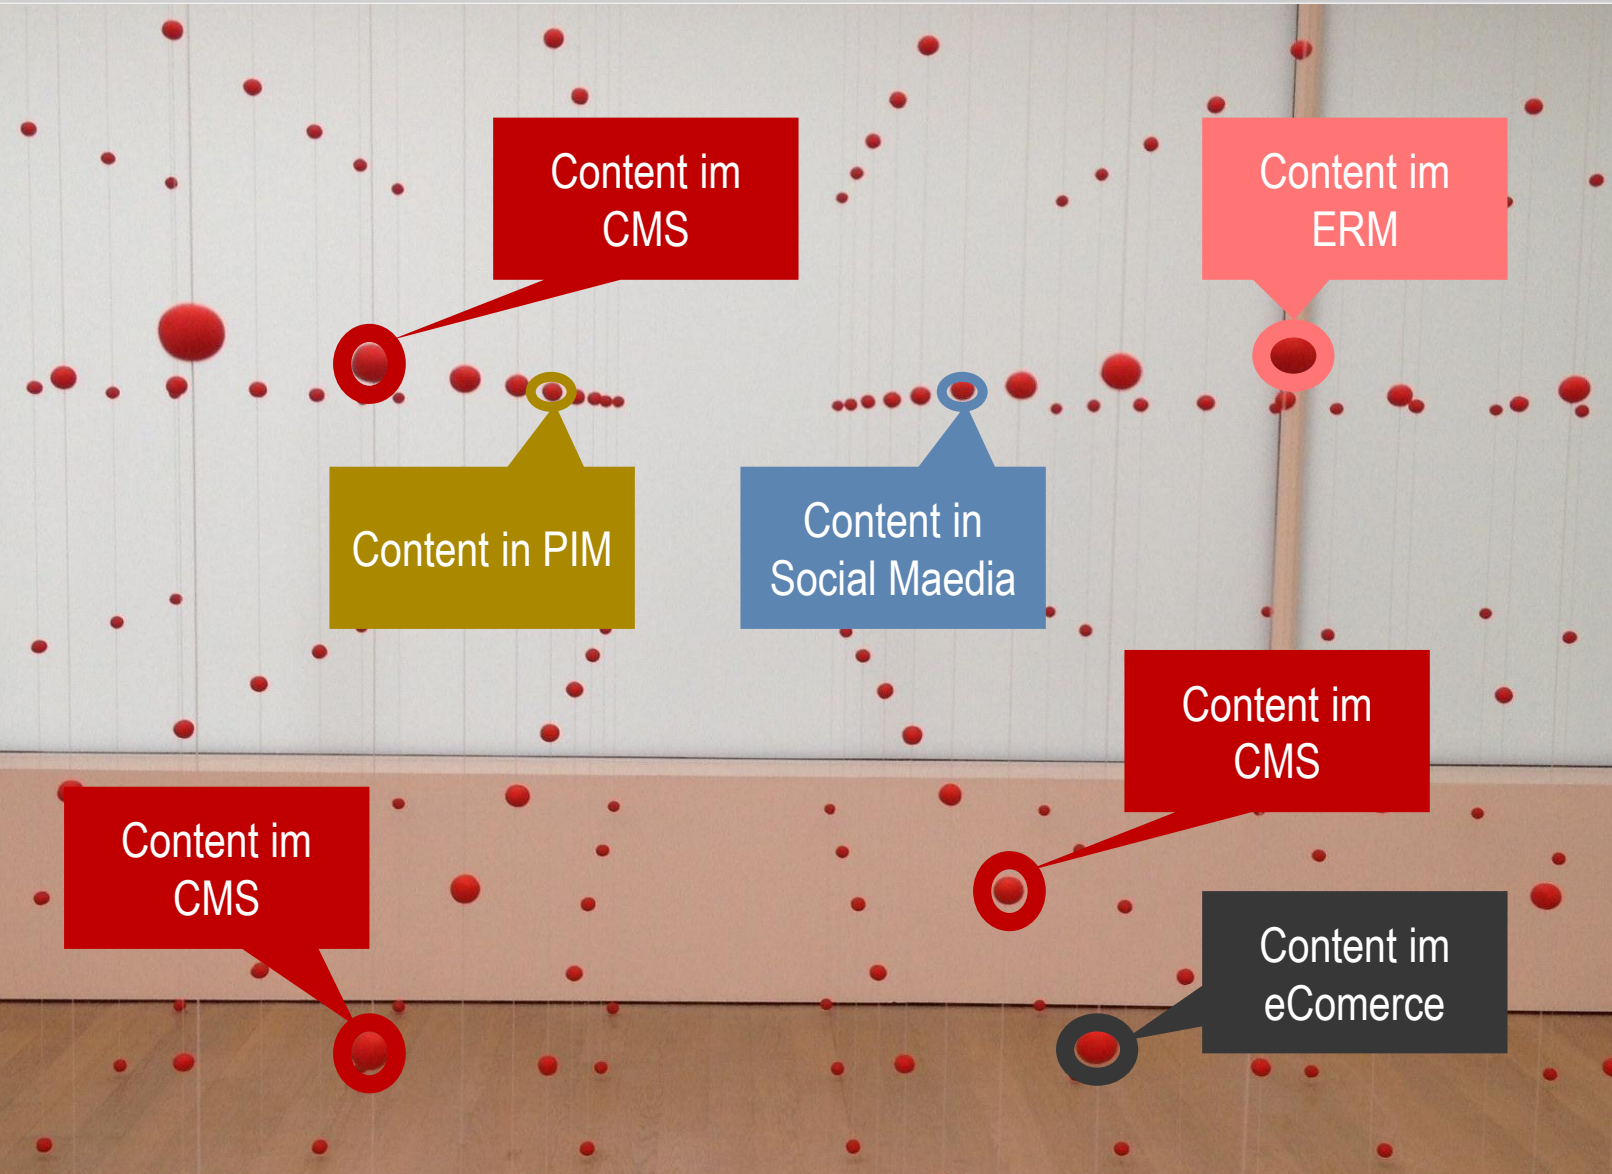 Content im
CMS
Content im
ERM
Content in PIM
Content in
Social Maedia
Content im
CMS
Content im
CMS
Content im
eComerce